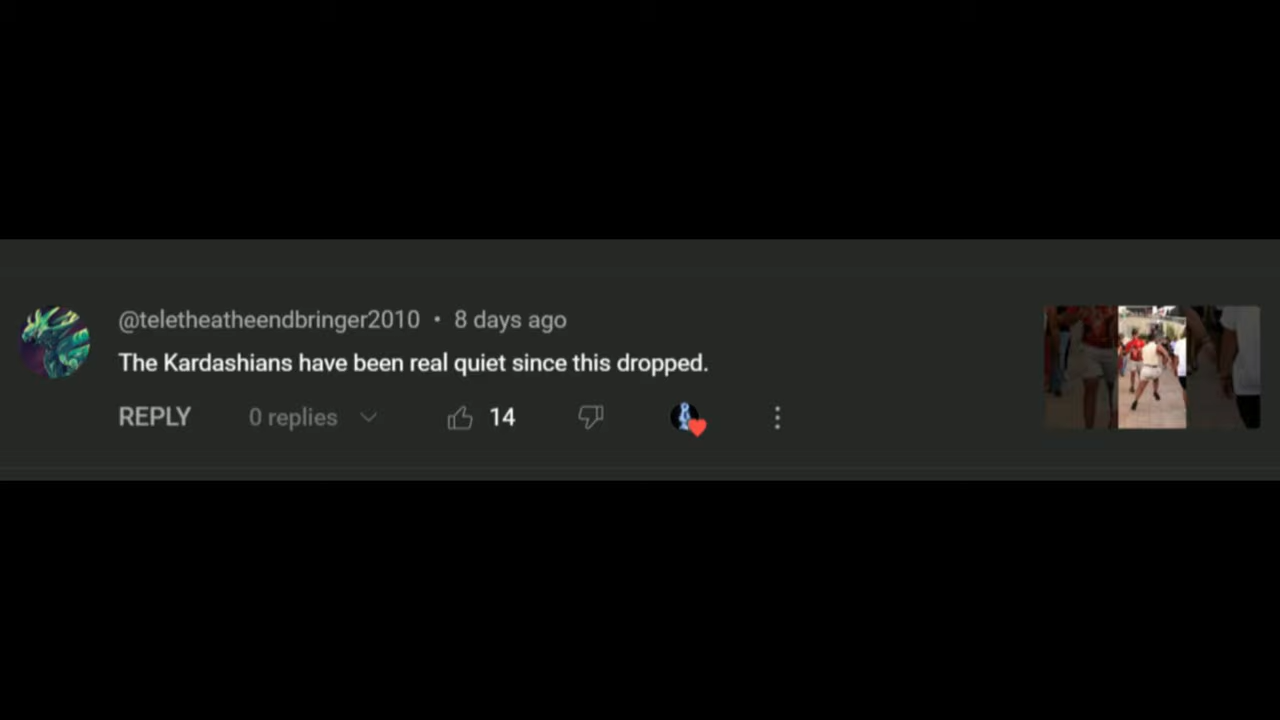 @teletheatheendbringer2010 • 8 days ago
The Kardashians have been real quiet since this dropped.
REPLY 0 replies 14